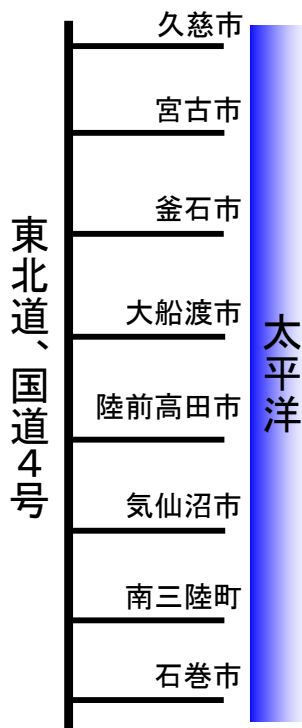 久慈市
宮古市
釜石市
大船渡市
陸前高田市
気仙沼市
南三陸町
石巻市
東北道、国道4号
太平洋